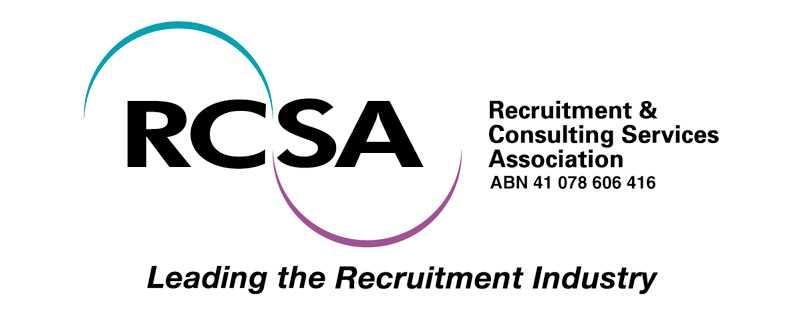 RCSA
Recruitment &
Consulting Services
Association
ABN 41 078 606 416
Leading the Recruitment Industry